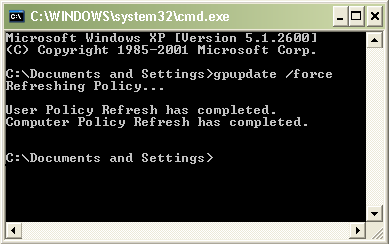 C:\WINDOWS\system32\cmd.exe
Microsoft Windows XP [Version 5.1.2600]
(C) Copyright 1985-2001 Microsoft Corp.
C:\Documents and Settings>gpupdate /force
Refreshing Policy...
User Policy Refresh has completed.
Computer Policy Refresh has completed.
C:\Documents and Settings>